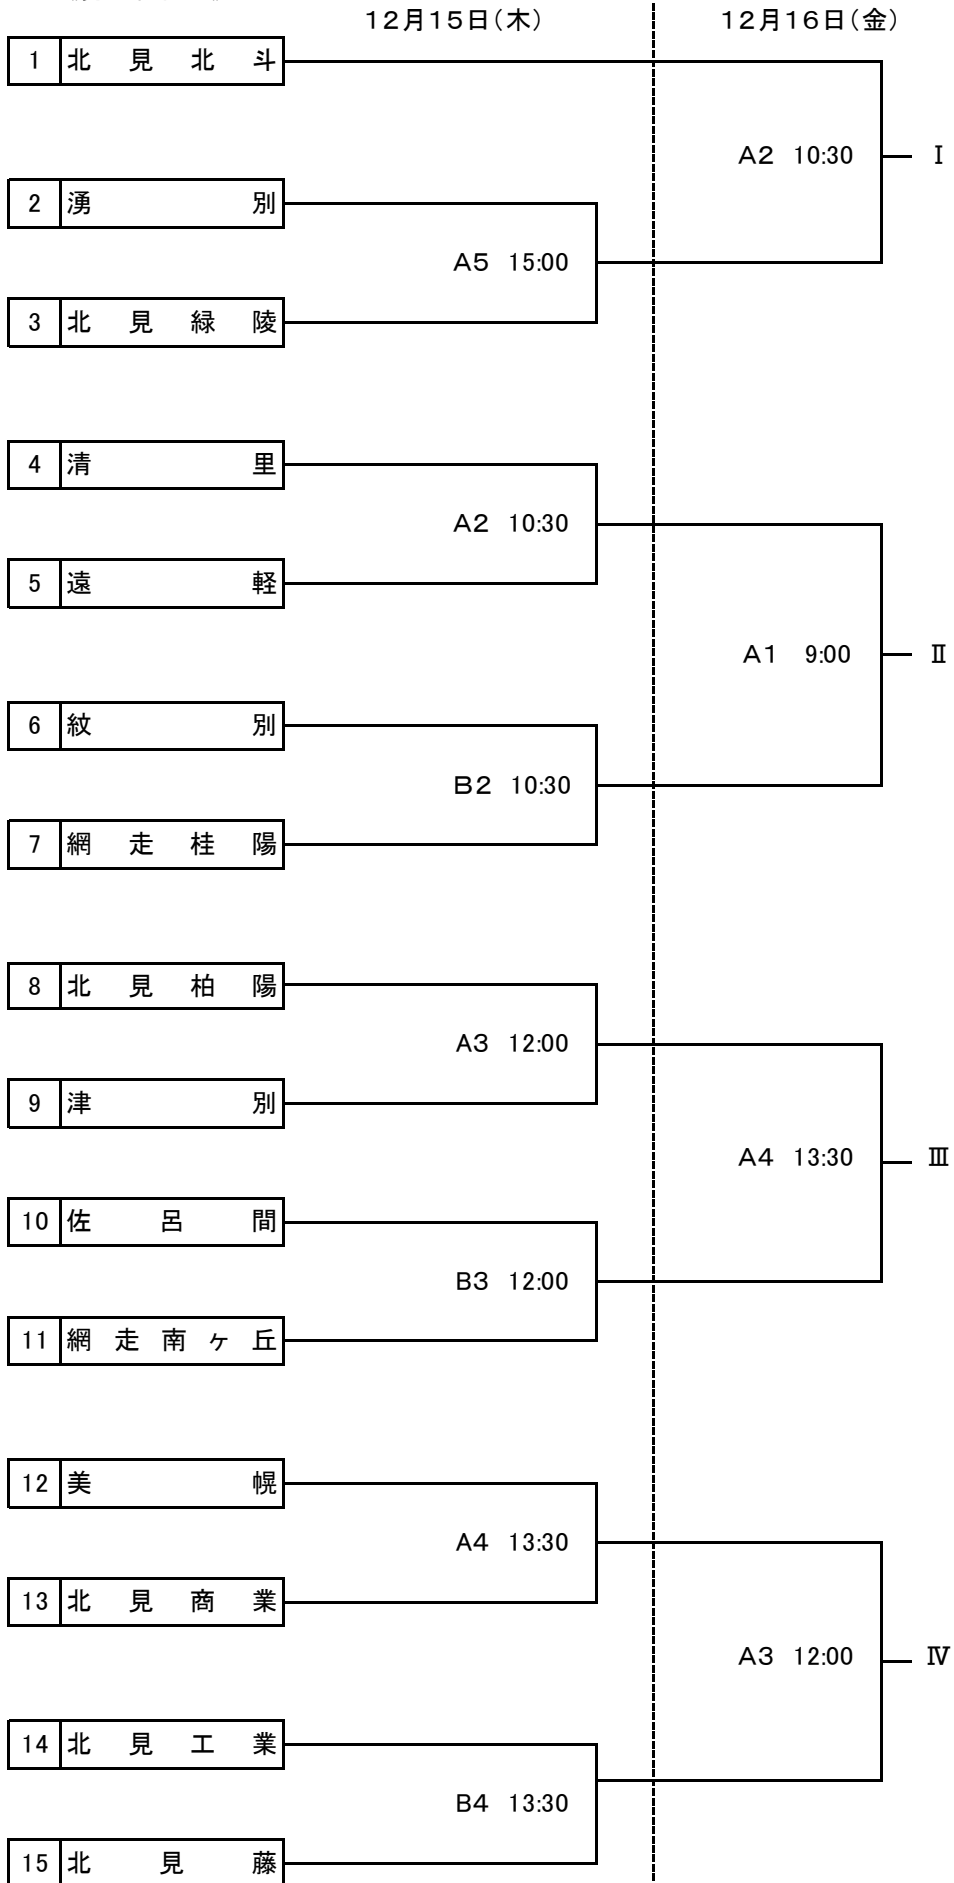 12月15日(木) 12月16日(金)
1 北見北斗
A2 10:30 Ⅰ
2 湧別
A5 15:00
3 北見緑陵
4 清里
A2 10:30
5 遠軽
A1 9:00 Ⅱ
6 紋別
B2 10:30
7 網走桂陽
8 北見柏陽
A3 12:00
9 津別
A4 13:30 Ⅲ
10 佐呂間
B3 12:00
11 網走南ヶ丘
12 美幌
A4 13:30
13 北見商業
A3 12:00 Ⅳ
14 北見工業
B4 13:30
15 北見藤